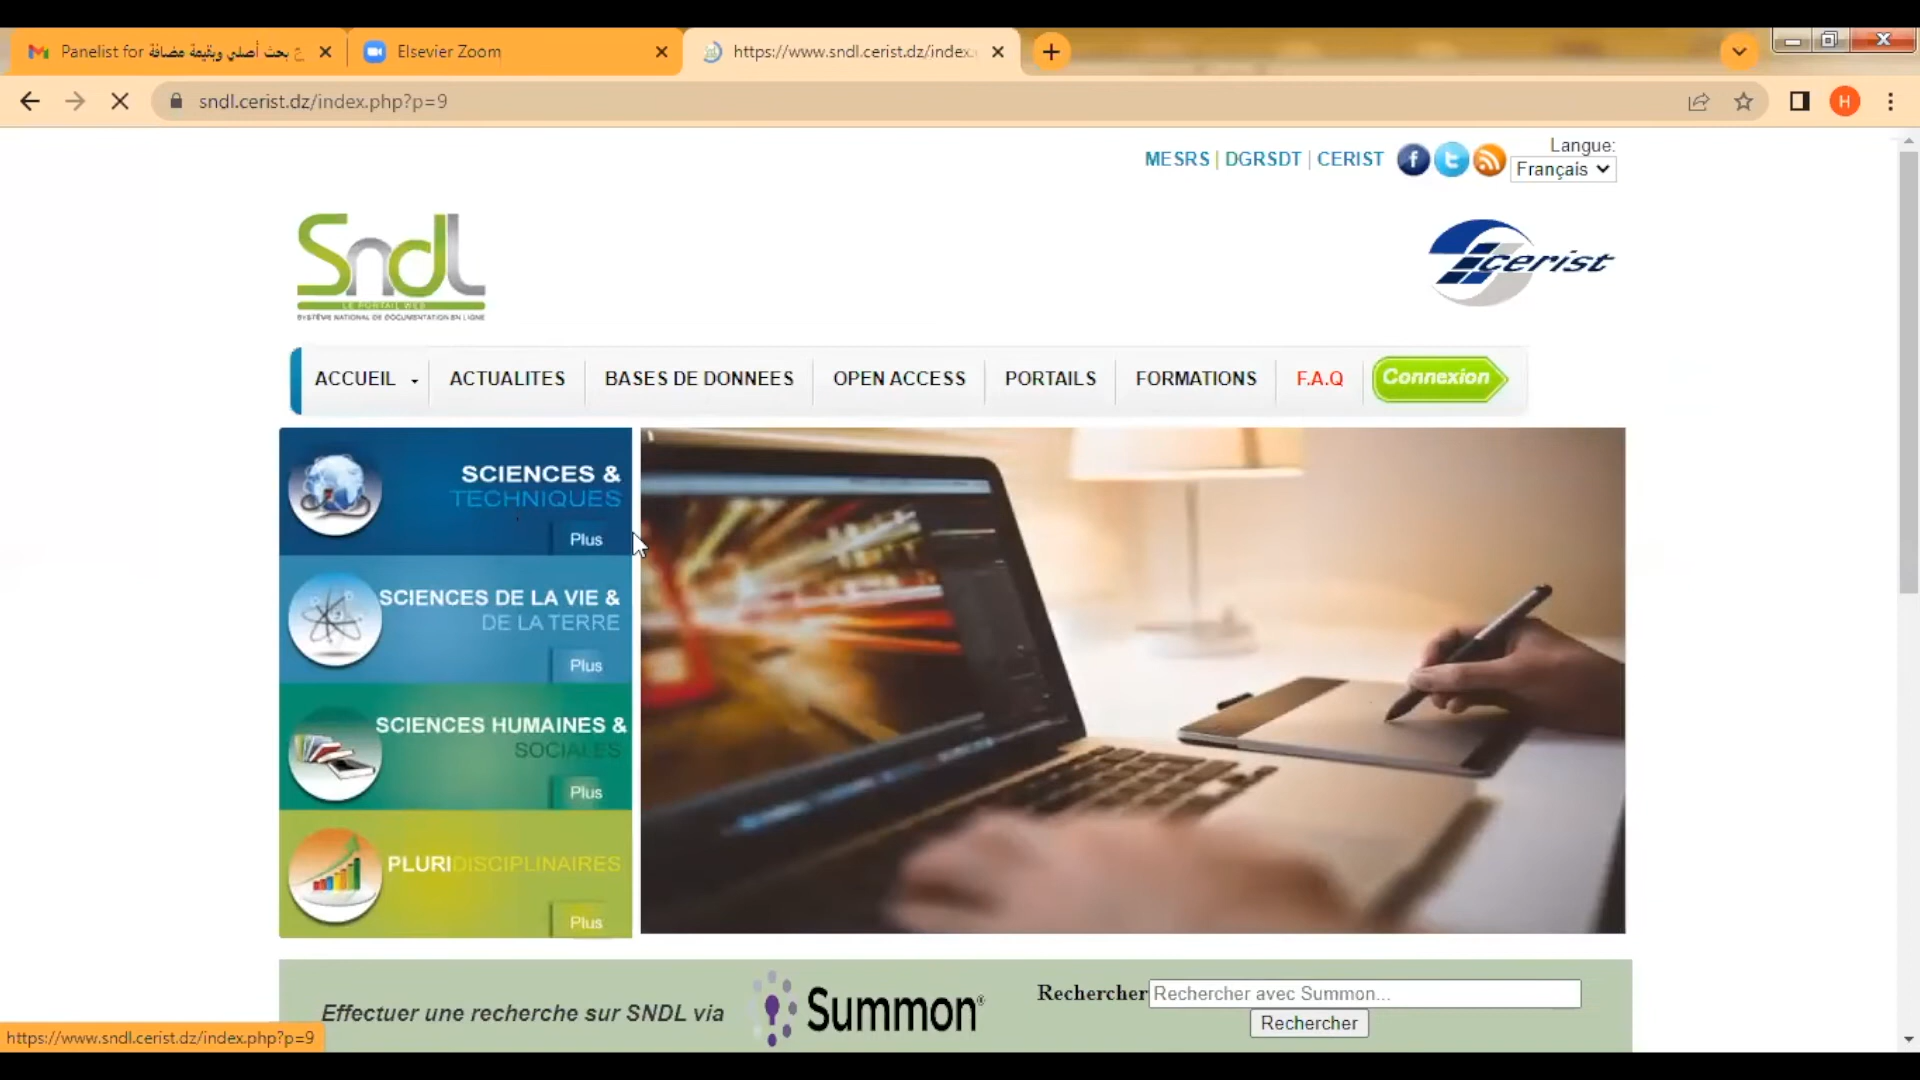 Panelist for ع بحث أصلي وبقيمة مضافة
Elsevier Zoom
https://www.sndl.cerist.dz/index
sndl.cerist.dz/index.php?p=9
H
MESRS | DGRSDT | CERIST
Langue:
Français
Sndl
LE PORTAIL WEB
SYSTÈME NATIONAL DE DOCUMENTATION EN LIGNE
cerist
ACCUEIL
ACTUALITES
BASES DE DONNEES
OPEN ACCESS
PORTAILS
FORMATIONS
F.A.Q
Connexion
SCIENCES &
TECHNIQUES
Plus
SCIENCES DE LA VIE &
DE LA TERRE
Plus
SCIENCES HUMAINES &
SOCIALES
Plus
PLURIDISCIPLINAIRES
Plus
Effectuer une recherche sur SNDL via
Summon
Rechercher
Rechercher avec Summon...
Rechercher
https://www.sndl.cerist.dz/index.php?p=9